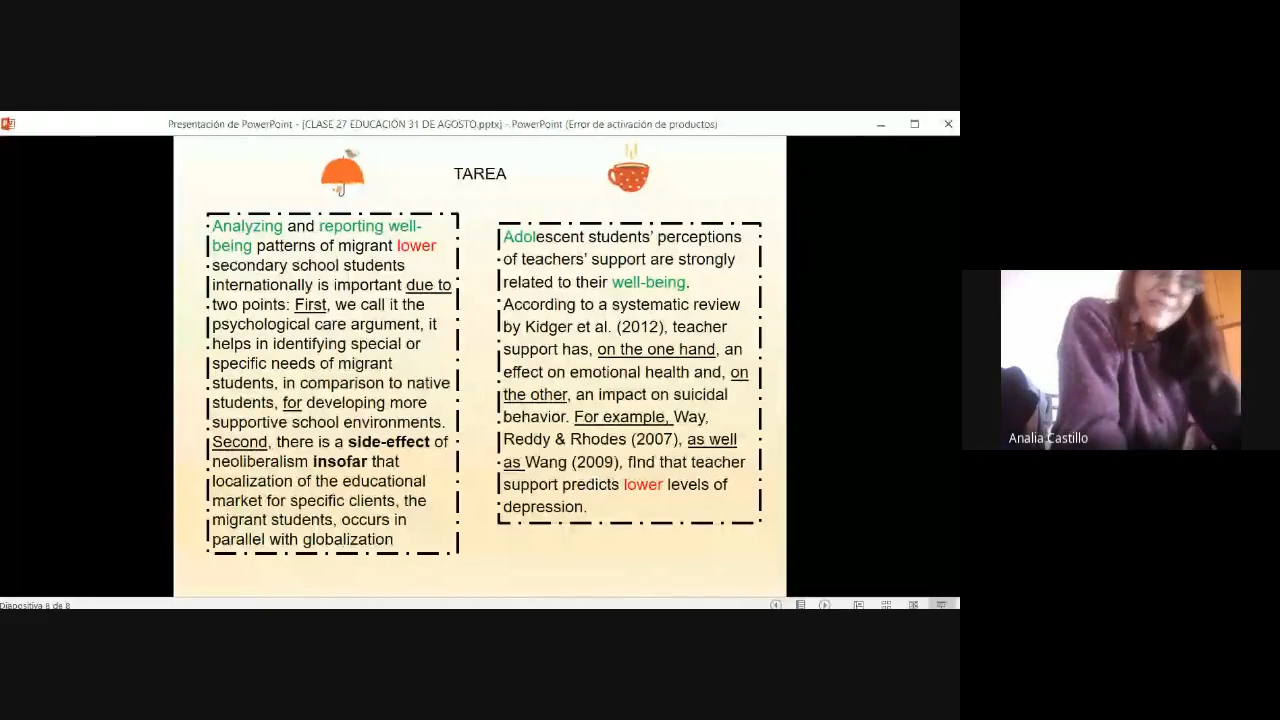 Presentación de PowerPoint - [CLASE 27 EDUCACIÓN 31 DE AGOSTO.pptx] - PowerPoint (Error de activación de productos)
TAREA
Analyzing and reporting well-
being patterns of migrant lower
secondary school students
internationally is important due to
two points: First, we call it the
psychological care argument, it
helps in identifying special or
specific needs of migrant
students, in comparison to native
students, for developing more
supportive school environments.
Second, there is a side-effect of
neoliberalism insofar that
localization of the educational
market for specific clients, the
migrant students, occurs in
parallel with globalization
Adolescent students’ perceptions
of teachers’ support are strongly
related to their well-being.
According to a systematic review
by Kidger et al. (2012), teacher
support has, on the one hand, an
effect on emotional health and, on
the other, an impact on suicidal
behavior. For example, Way,
Reddy & Rhodes (2007), as well
as Wang (2009), fInd that teacher
support predicts lower levels of
depression.
Diapositiva 8 de 8
Analia Castillo